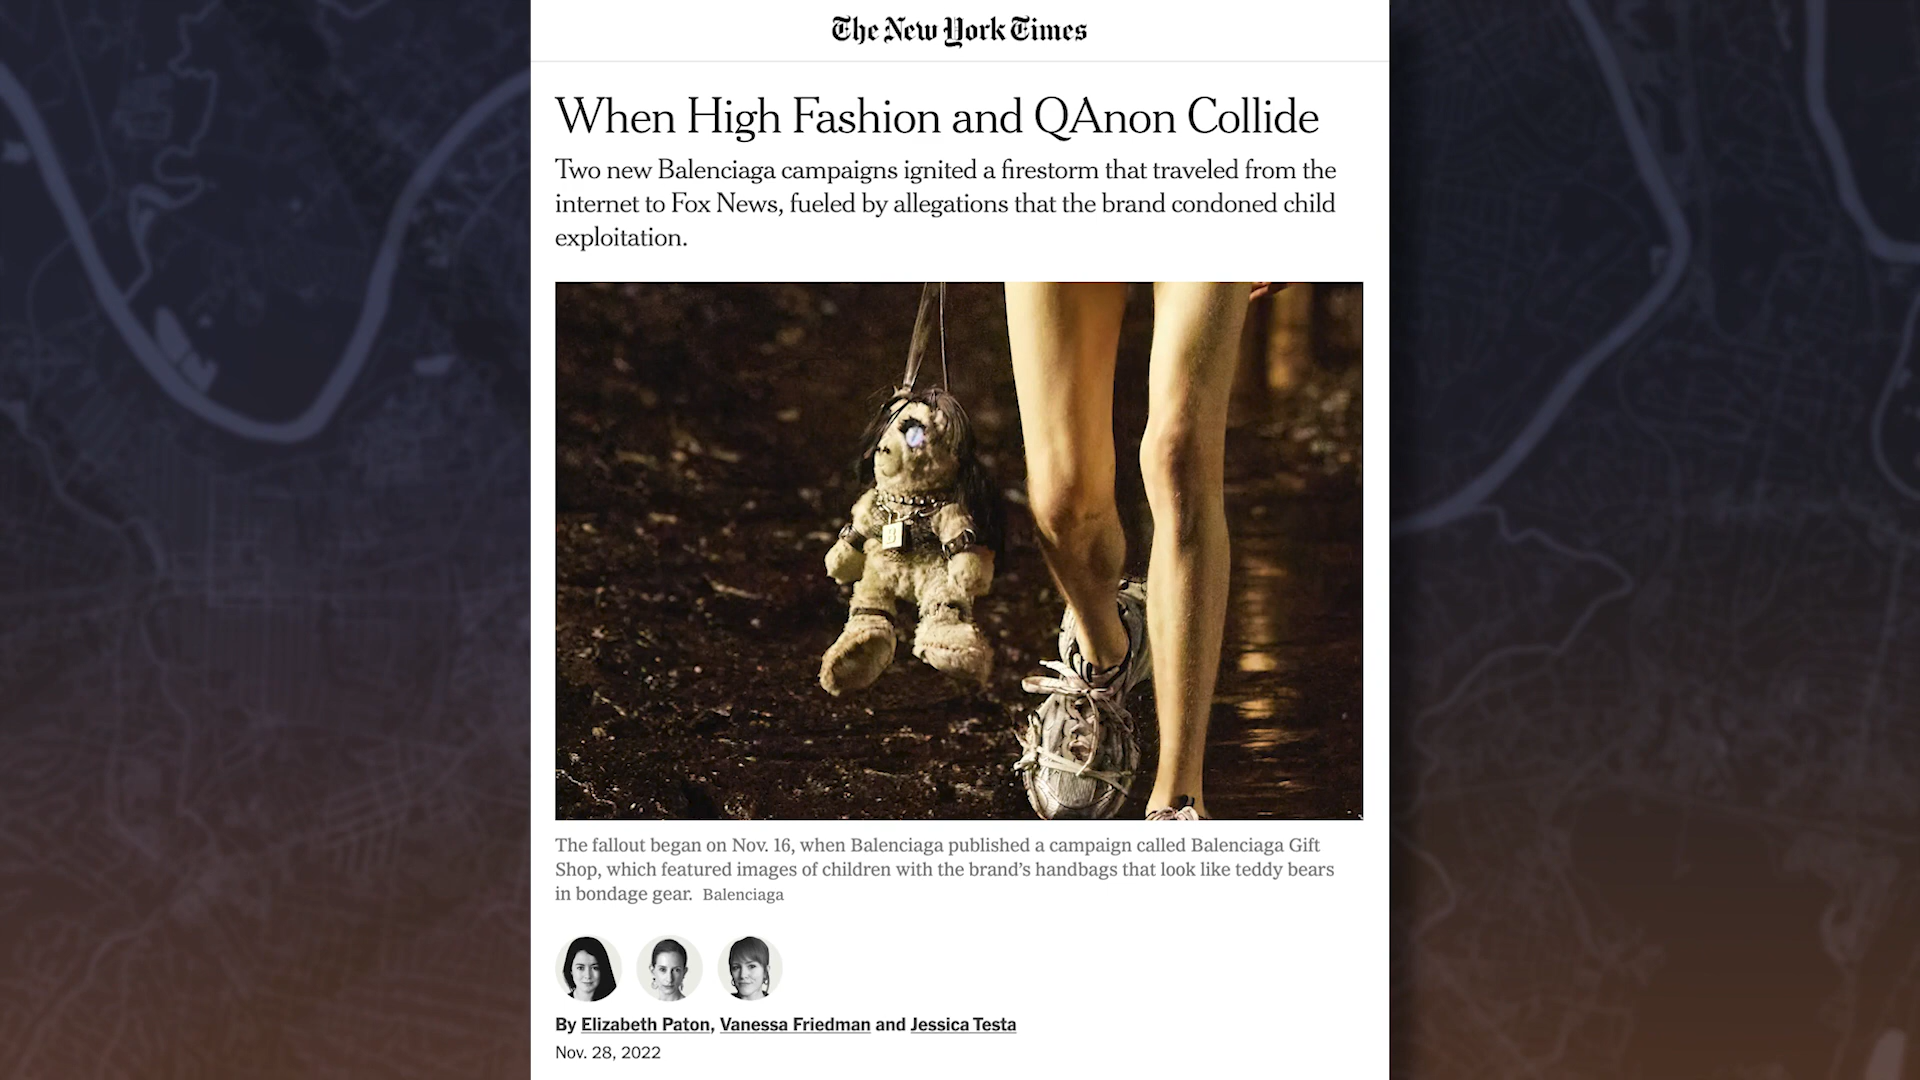 The New York Times
When High Fashion and QAnon Collide
Two new Balenciaga campaigns ignited a firestorm that traveled from the
internet to Fox News, fueled by allegations that the brand condoned child
exploitation.
B
The fallout began on Nov. 16, when Balenciaga published a campaign called Balenciaga Gift
Shop, which featured images of children with the brand's handbags that look like teddy bears
in bondage gear. Balenciaga
By Elizabeth Paton, Vanessa Friedman and Jessica Testa
Nov. 28, 2022